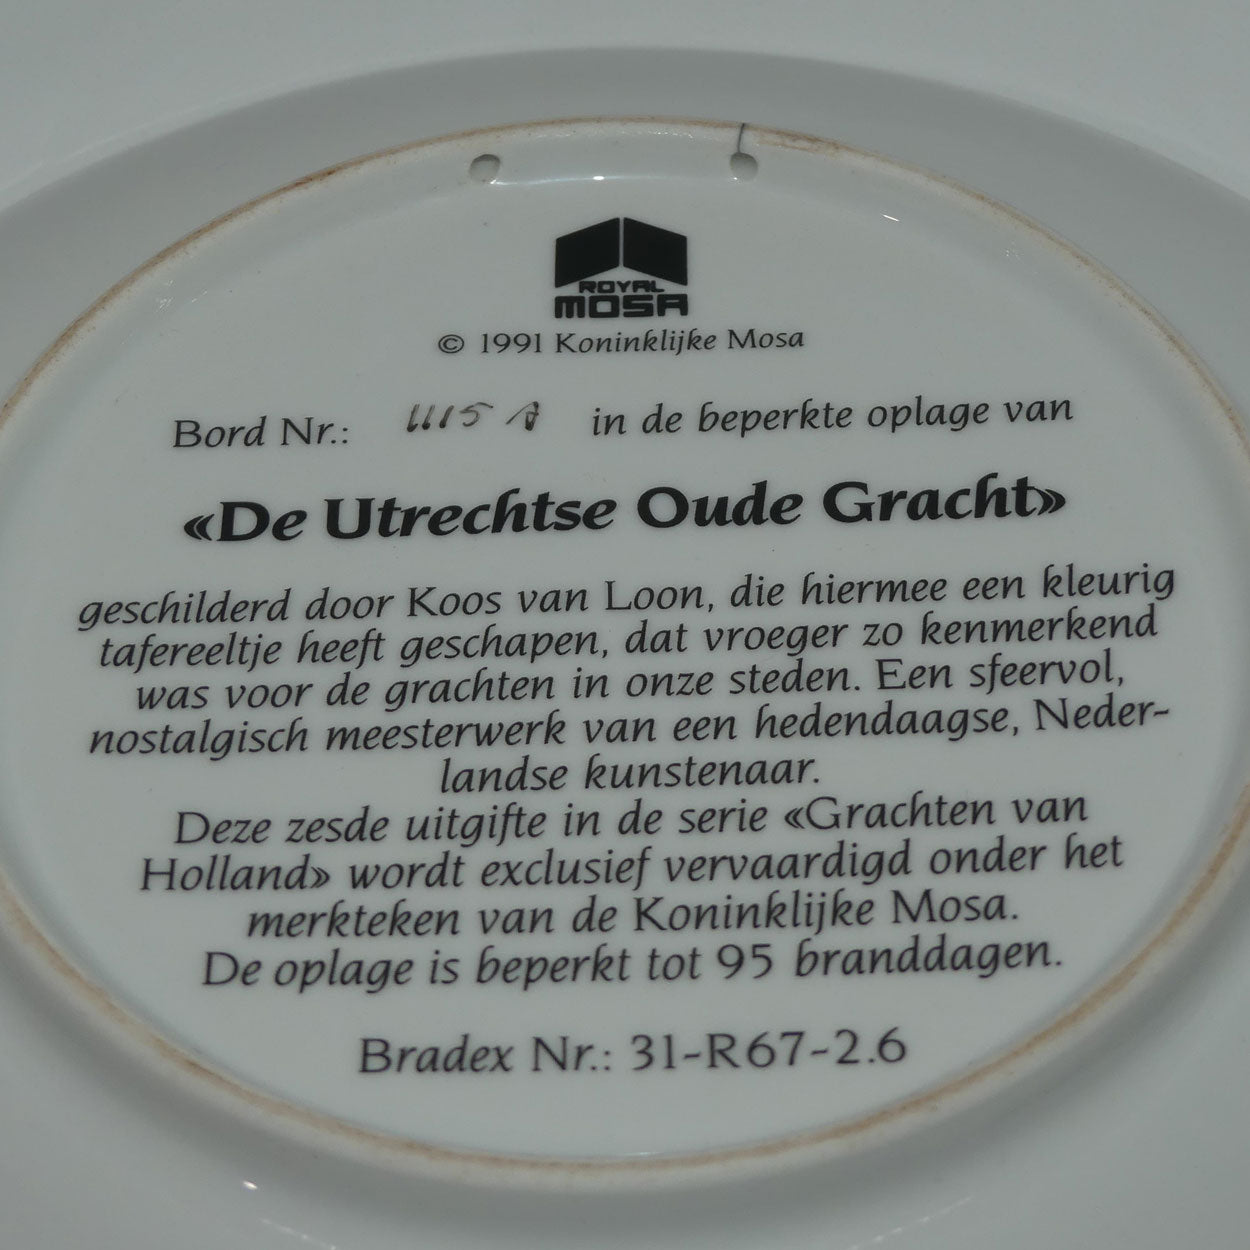 ROYAL
MOSA
© 1991 Koninklijke Mosa
Bord Nr.: in de beperkte oplage van
«De Utrechtse Oude Gracht»
geschilderd door Koos van Loon, die hiermee een kleurig
tafereeltje heeft geschapen, dat vroeger zo kenmerkend
was voor de grachten in onze steden. Een sfeervol,
nostalgisch meesterwerk van een hedendaagse, Neder-
landse kunstenaar.
Deze zesde uitgifte in de serie «Grachten van
Holland» wordt exclusief vervaardigd onder het
merkteken van de Koninklijke Mosa.
De oplage is beperkt tot 95 branddagen.
Bradex Nr.: 31-R67-2.6